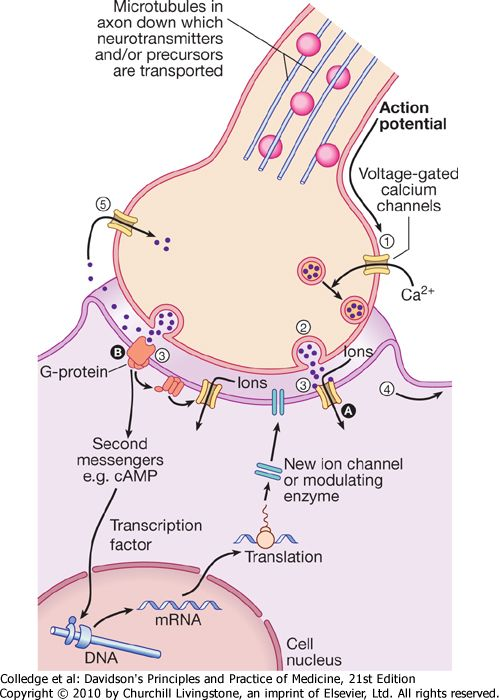 Microtubules in
axon down which
neurotransmitters
and/or precursors
are transported
Action
potential
Voltage-gated
calcium
channels
⑤
①
Ca²⁺
②
Ions
B
③
G-protein
Ions
③
A
④
Second
messengers
e.g. cAMP
New ion channel
or modulating
enzyme
Transcription
factor
Translation
mRNA
DNA
Cell
nucleus
Colledge et al: Davidson's Principles and Practice of Medicine, 21st Edition
Copyright © 2010 by Churchill Livingstone, an imprint of Elsevier, Ltd. All rights reserved.